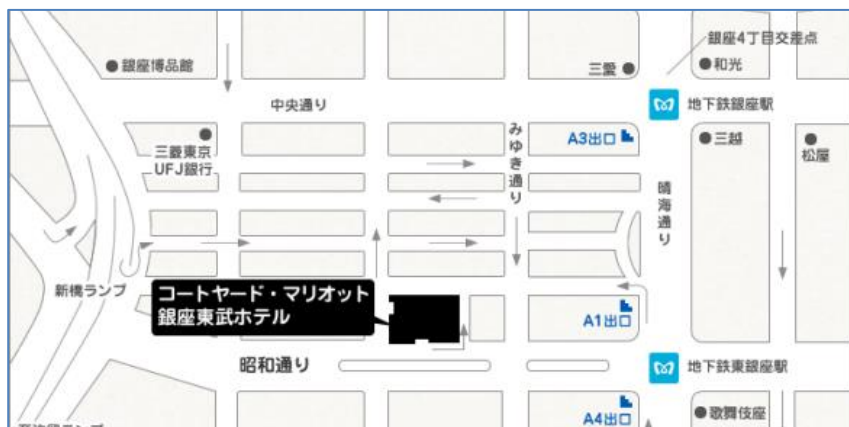 銀座4丁目交差点
銀座博品館
三愛
和光
中央通り
地下鉄銀座駅
三菱東京
UFJ銀行
みゆき通り
A3出口
三越
松屋
晴海通り
新橋ランプ
コートヤード・マリオット
銀座東武ホテル
A1出口
昭和通り
地下鉄東銀座駅
A4出口
歌舞伎座